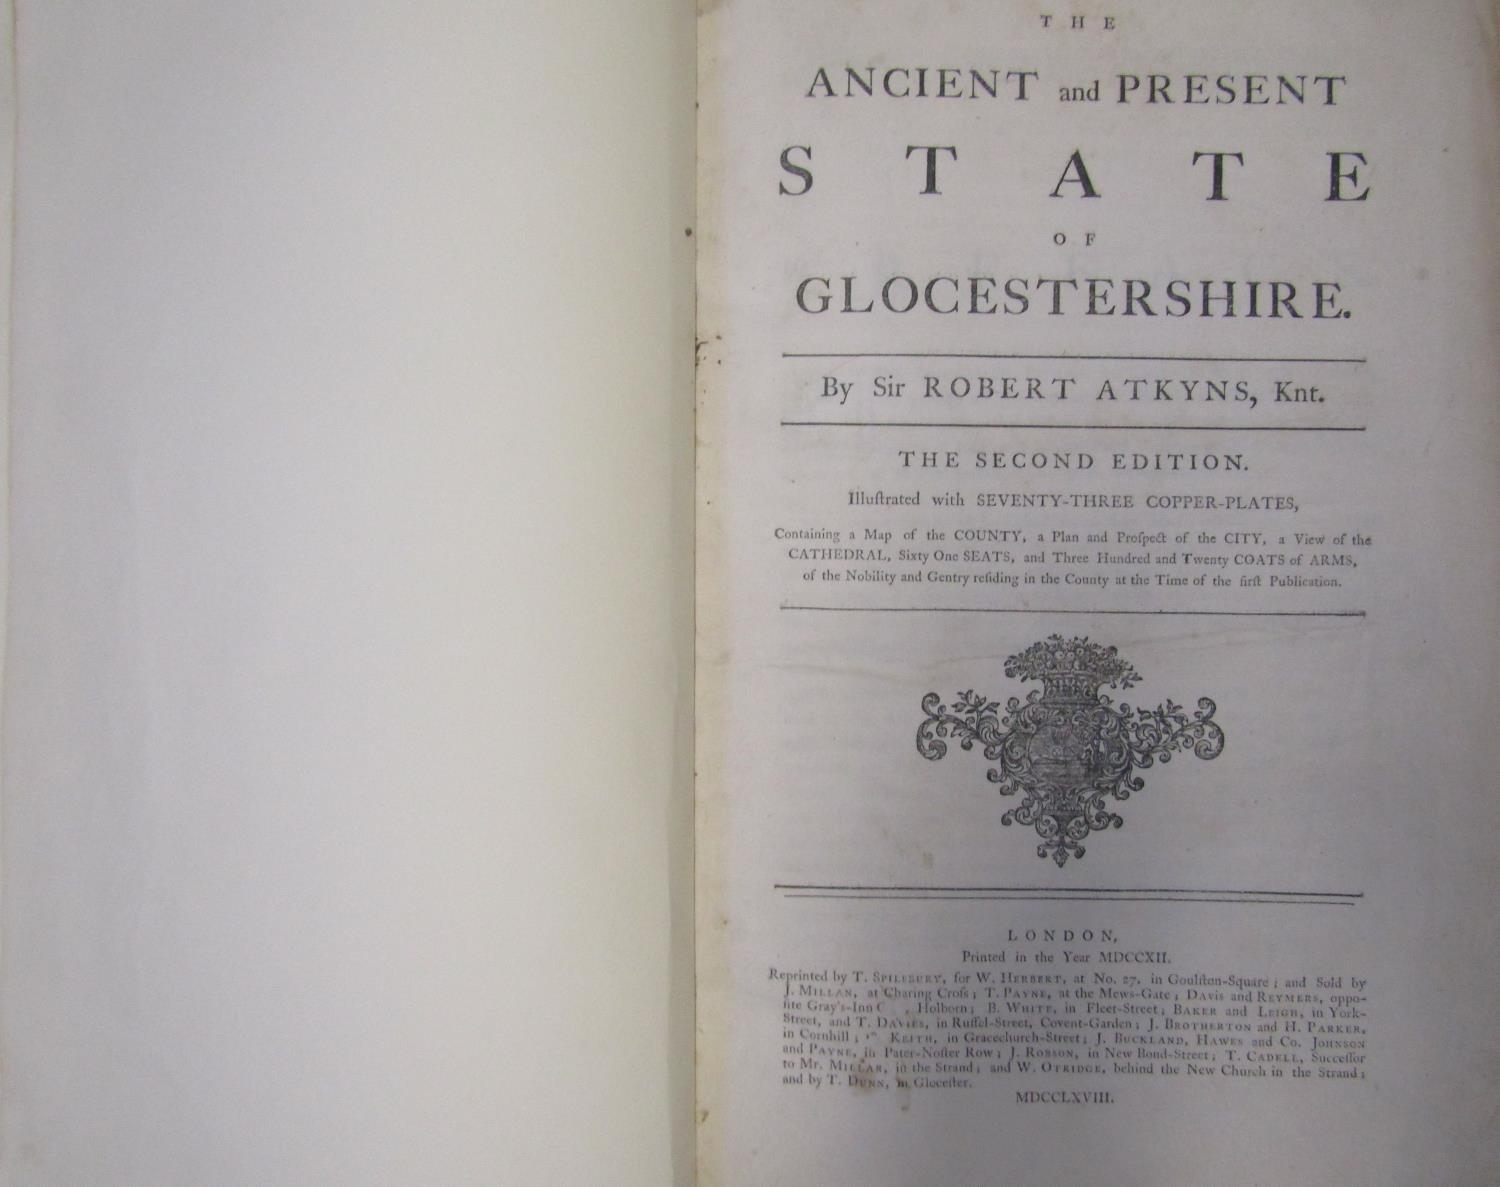 THE
ANCIENT and PRESENT
STATE
OF
GLOCESTERSHIRE.
By Sir ROBERT ATKYNS, Knt.
THE SECOND EDITION.
Illuſtrated with SEVENTY-THREE COPPER-PLATES,
Containing a Map of the COUNTY, a Plan and Proſpect of the CITY, a View of the
CATHEDRAL, Sixty One SEATS, and Three Hundred and Twenty COATS of ARMS,
of the Nobility and Gentry reſiding in the County at the Time of the firſt Publication.
LONDON,
Printed in the Year MDCCXII.
Reprinted by T. SPILSBURY, for W. HERBERT, at No. 27, in Goulſton-Square; and Sold by
J. MILLAN, at Charing Croſs; T. PAYNE, at the Mews-Gate; DAVIS and REYMERS, oppo-
ſite Gray's-Inn Holborn; B. WHITE, in Fleet-Street; BAKER and LEIGH, in York-
Street, and T. DAVIES, in Ruſſel-Street, Covent-Garden; J. BROTHERTON and H. PARKER,
in Cornhill; KEITH, in Gracechurch-Street; J. BUCKLAND, HAWES and Co. JOHNSON
and PAYNE, in Pater-Noſter Row; J. ROBSON, in New Bond-Street; T. CADELL, Succeſſor
to Mr. MILLAR, in the Strand; and W. OTRIDGE, behind the New Church in the Strand;
and by T. DUNN, in Gloceſter.
MDCCLXVIII.